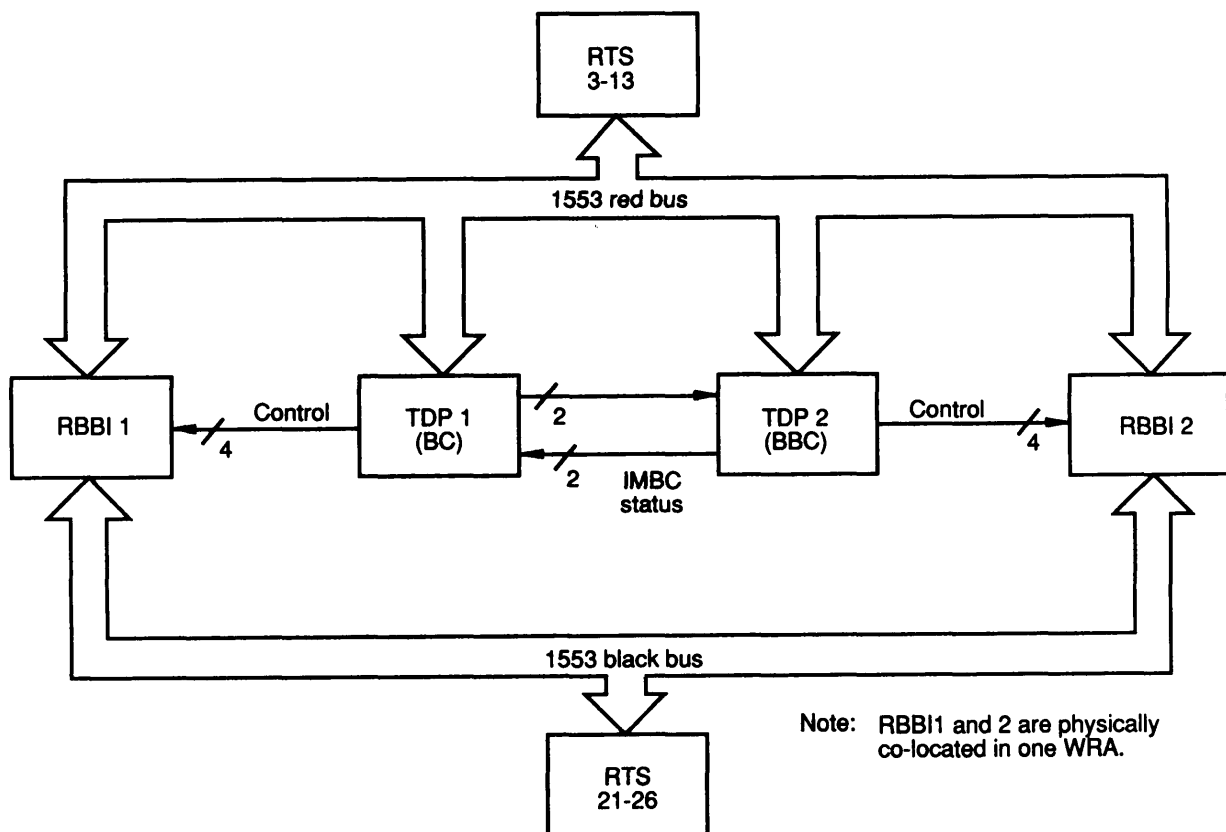 RTS
3-13
1553 red bus
RBBI 1
Control
4
TDP 1
(BC)
2
2
IMBC
status
TDP 2
(BBC)
Control
4
RBBI 2
1553 black bus
RTS
21-26
Note: RBBI1 and 2 are physically
co-located in one WRA.